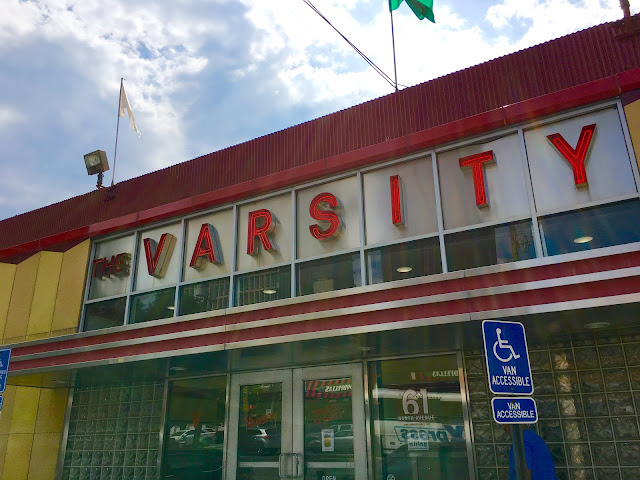 THE VARSITY
61
NORTH AVENUE
VAN
ACCESSIBLE
VAN
ACCESSIBLE